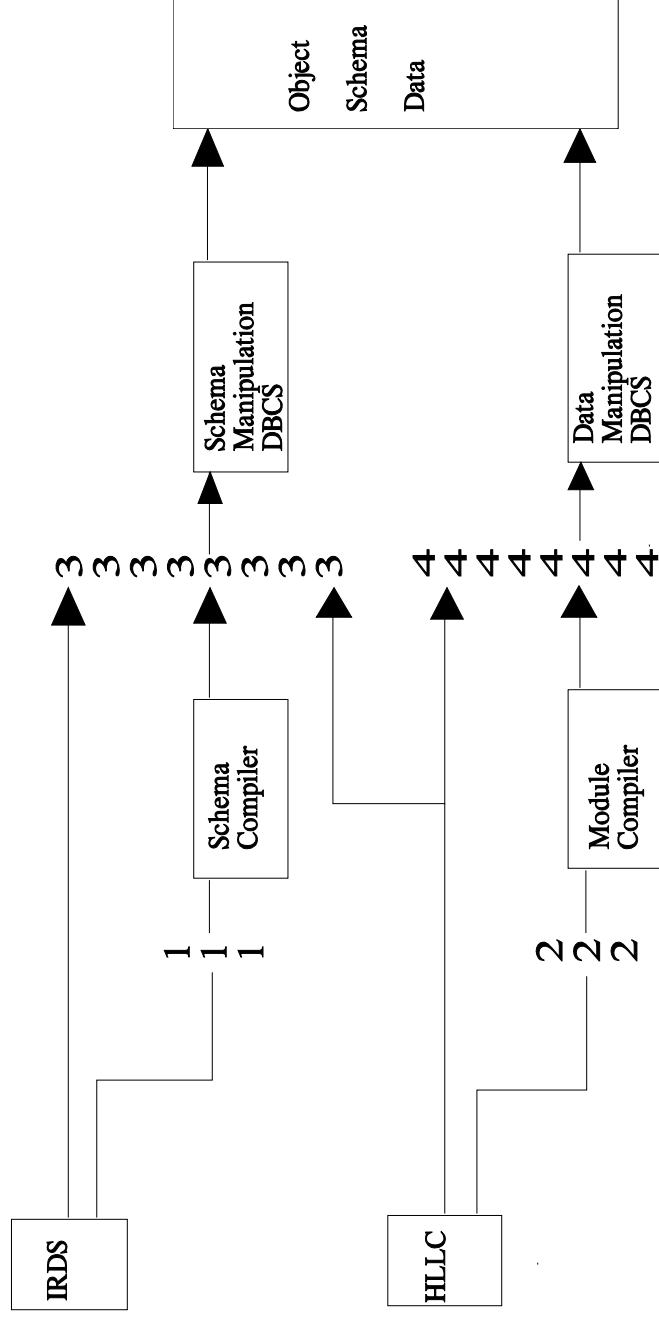 IRDS
1
1
1
Schema
Compiler
3
3
3
3
3
3
3
3
Schema
Manipulation
DBCS
Object
Schema
Data
HLLC
2
2
2
Module
Compiler
4
4
4
4
4
4
4
4
Data
Manipulation
DBCS